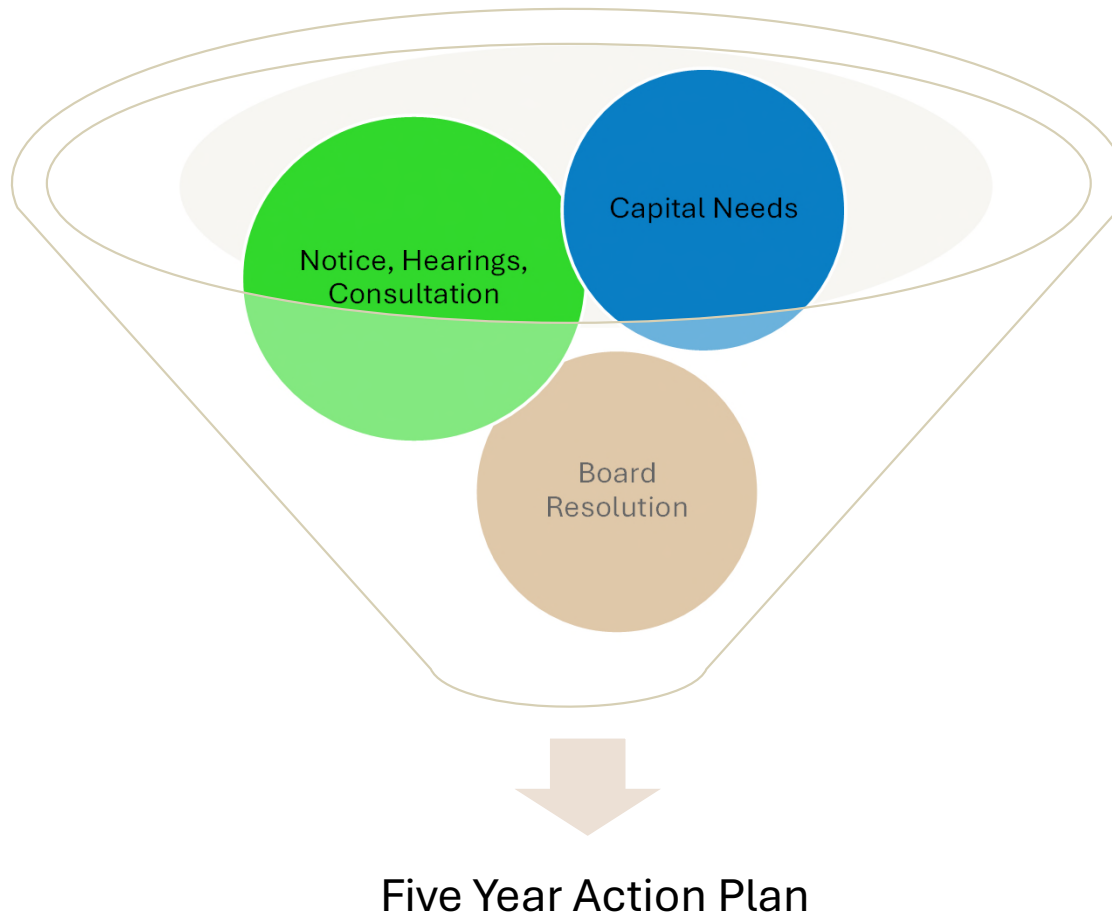 Capital Needs
Notice, Hearings,
Consultation
Board
Resolution
Five Year Action Plan